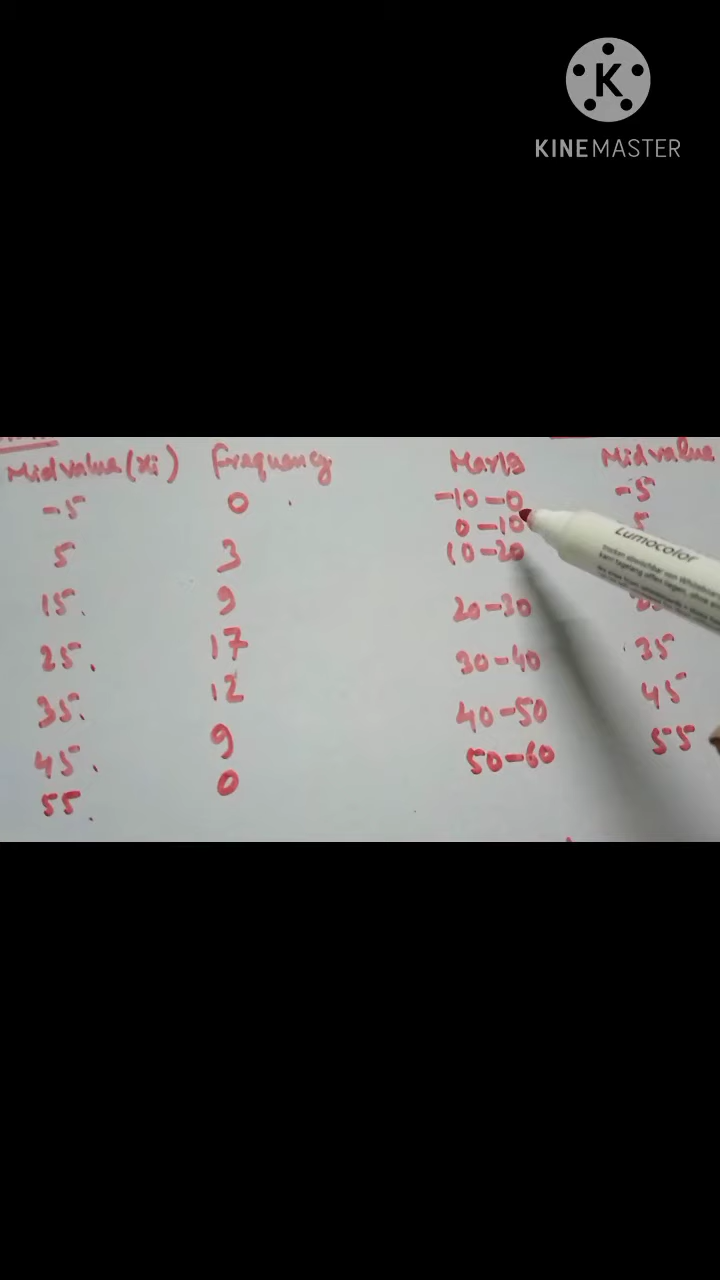 KINEMASTER
Midvalue(xi) Frequency Marks Midvalue
-5 0 -10-0 -5
0-10 5
5 3 10-20
15. 9 20-30
25. 17 30-40 35
35. 12 40-50 45
45. 9 50-60 55
55. 0
Lumocolor